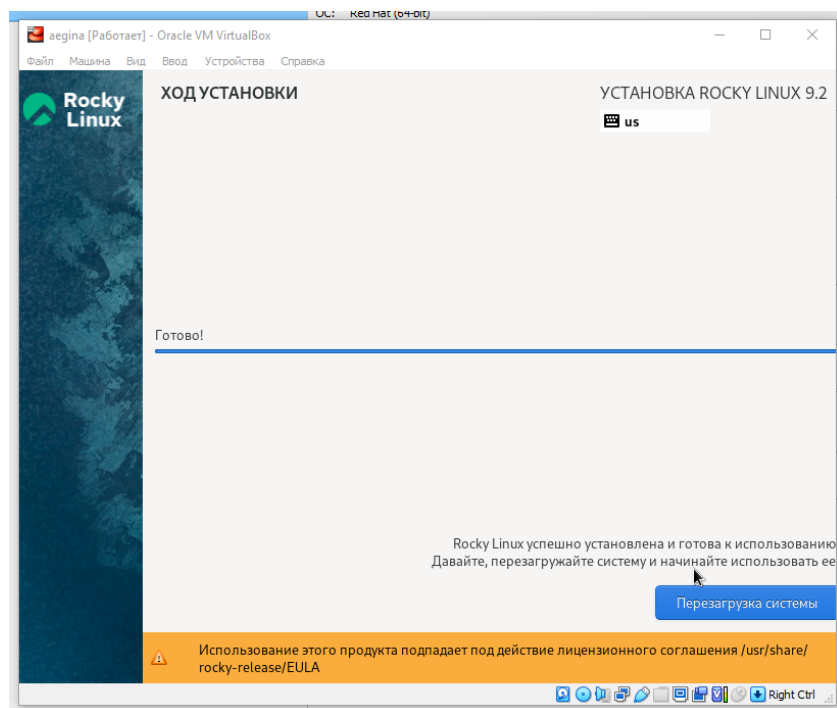 ОС: Red Hat (64-bit)
aegina [Работает] - Oracle VM VirtualBox
Файл Машина Вид Ввод Устройства Справка
Rocky
Linux
ХОД УСТАНОВКИ
УСТАНОВКА ROCKY LINUX 9.2
us
Готово!
Rocky Linux успешно установлена и готова к использованию
Давайте, перезагружайте систему и начинайте использовать ее
Перезагрузка системы
Использование этого продукта подпадает под действие лицензионного соглашения /usr/share/
rocky-release/EULA
Right Ctrl